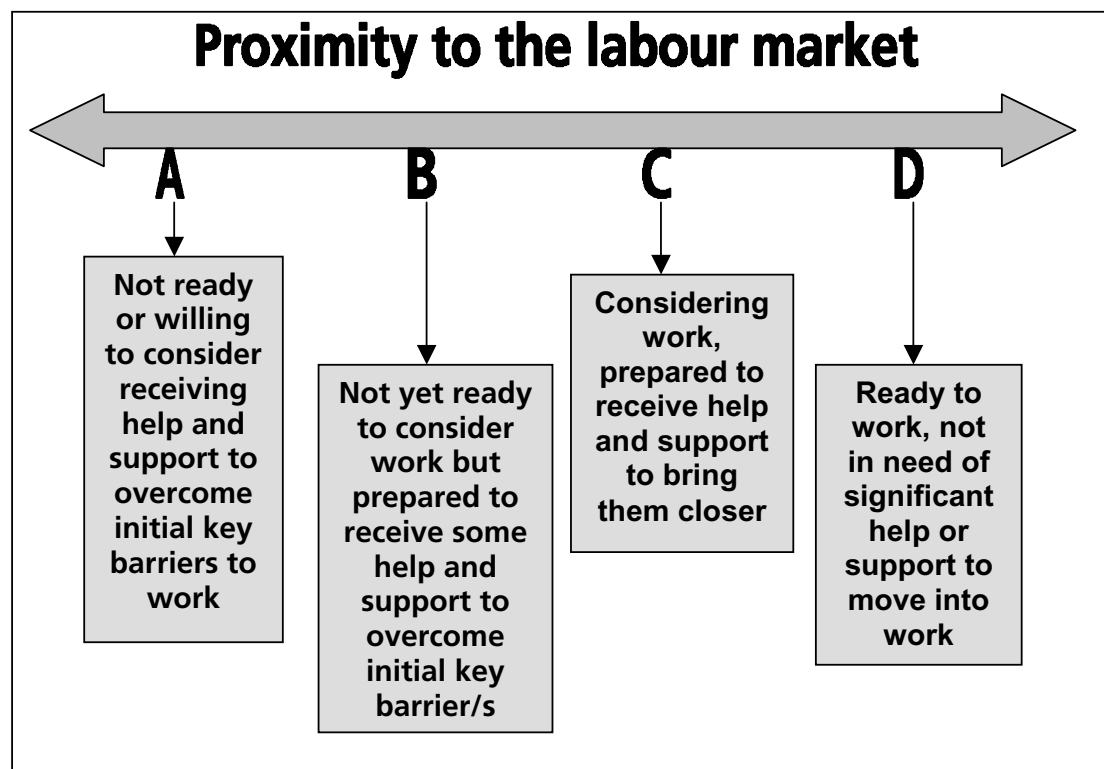 Proximity to the labour market
A
B
C
D
Not ready
or willing
to consider
receiving
help and
support to
overcome
initial key
barriers to
work
Not yet ready
to consider
work but
prepared to
receive some
help and
support to
overcome
initial key
barrier/s
Considering
work,
prepared to
receive help
and support
to bring
them closer
Ready to
work, not
in need of
significant
help or
support to
move into
work